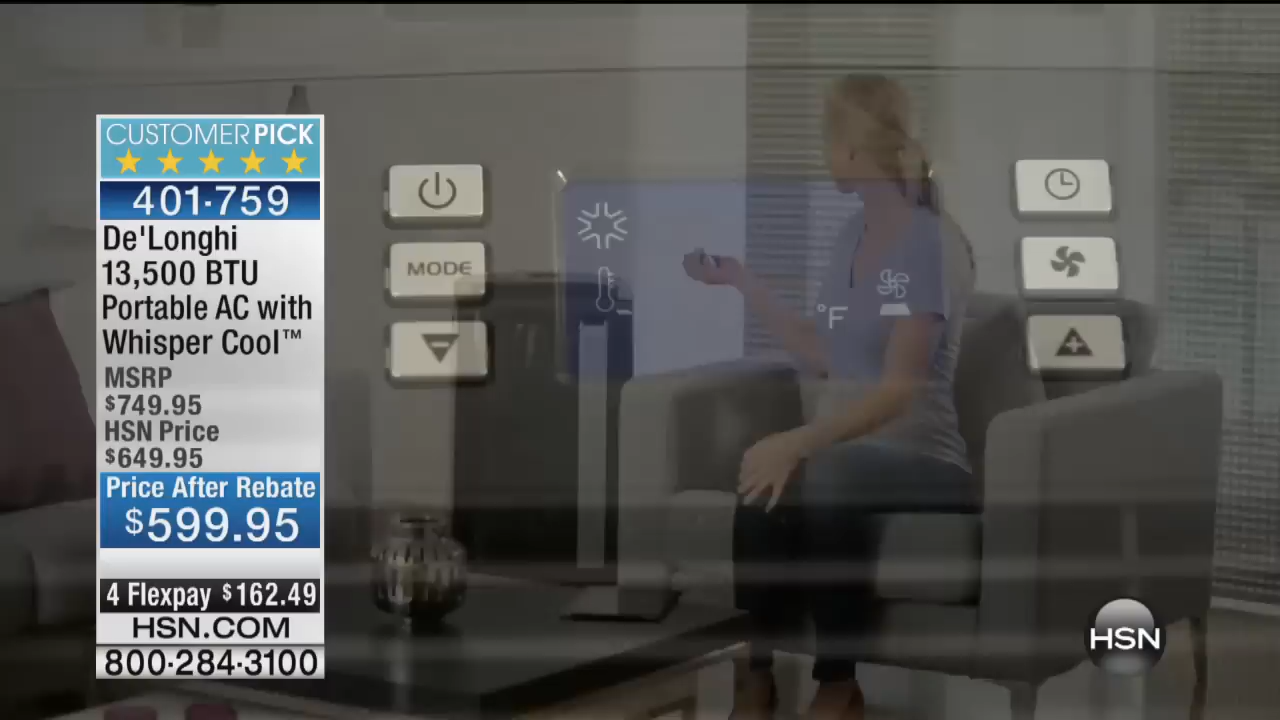 CUSTOMER PICK
401-759
De'Longhi
13,500 BTU
Portable AC with
Whisper Cool™
MSRP
$749.95
HSN Price
$649.95
Price After Rebate
$599.95
4 Flexpay $162.49
HSN.COM
800-284-3100
MODE
°F
HSN